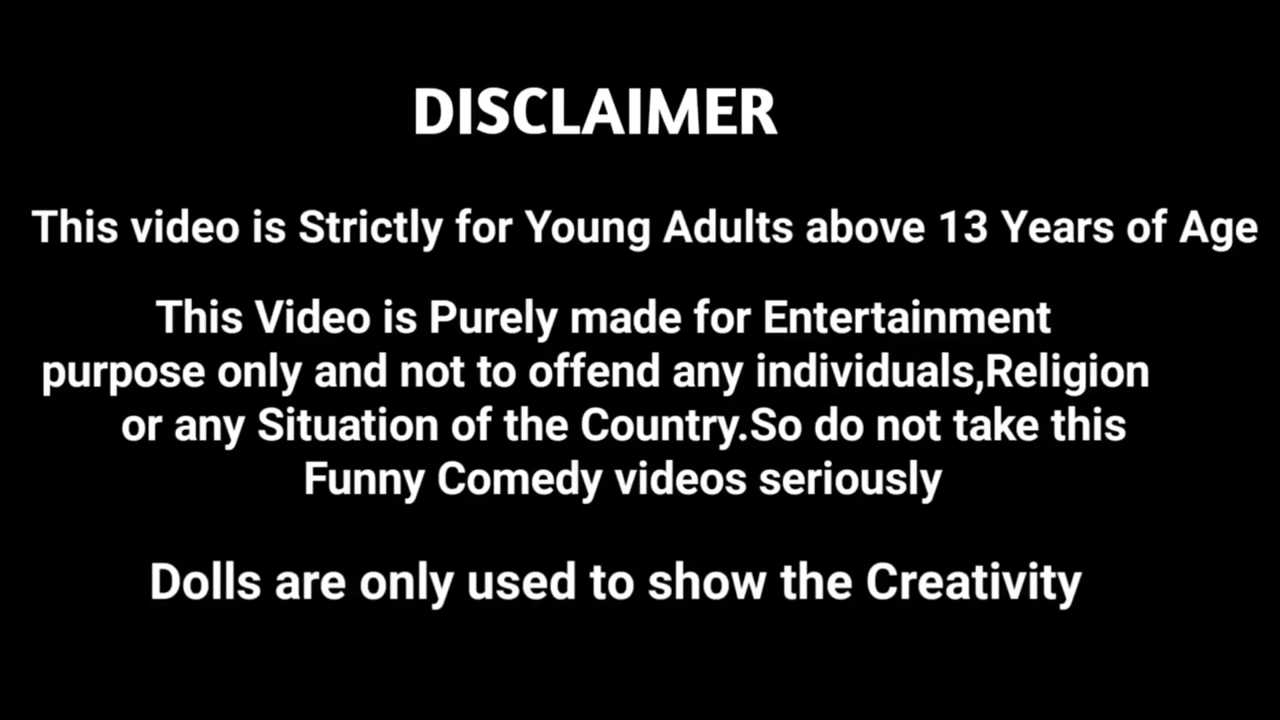 DISCLAIMER
This video is Strictly for Young Adults above 13 Years of Age
This Video is Purely made for Entertainment
purpose only and not to offend any individuals,Religion
or any Situation of the Country.So do not take this
Funny Comedy videos seriously
Dolls are only used to show the Creativity